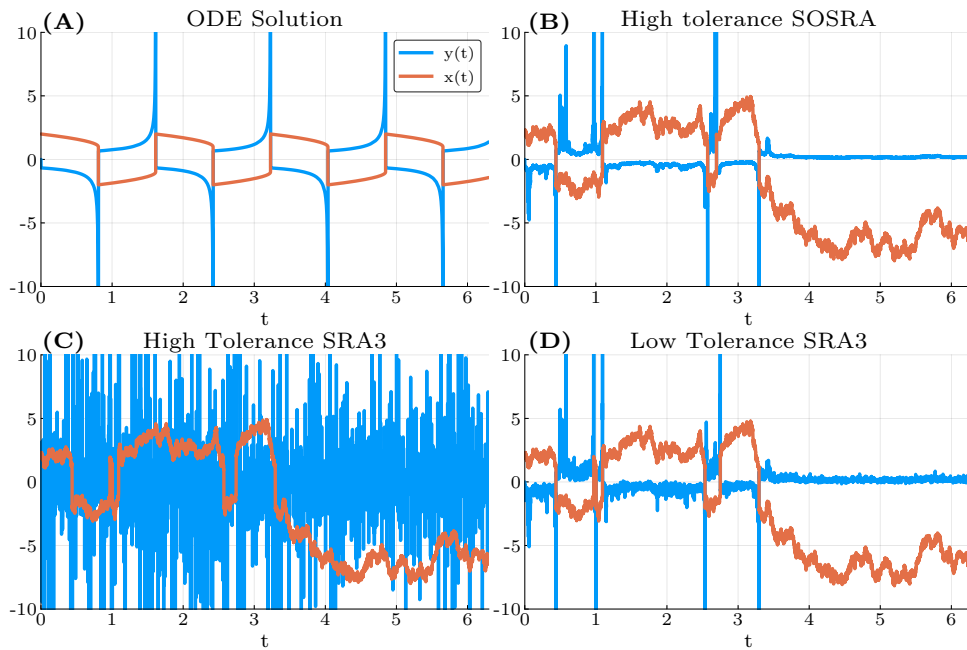 (A) ODE Solution
10
5
0
-5
-10
0 1 2 3 4 5 6
t
y(t)
x(t)
(B) High tolerance SOSRA
10
5
0
-5
-10
0 1 2 3 4 5 6
t
(C) High Tolerance SRA3
10
5
0
-5
-10
0 1 2 3 4 5 6
t
(D) Low Tolerance SRA3
10
5
0
-5
-10
0 1 2 3 4 5 6
t